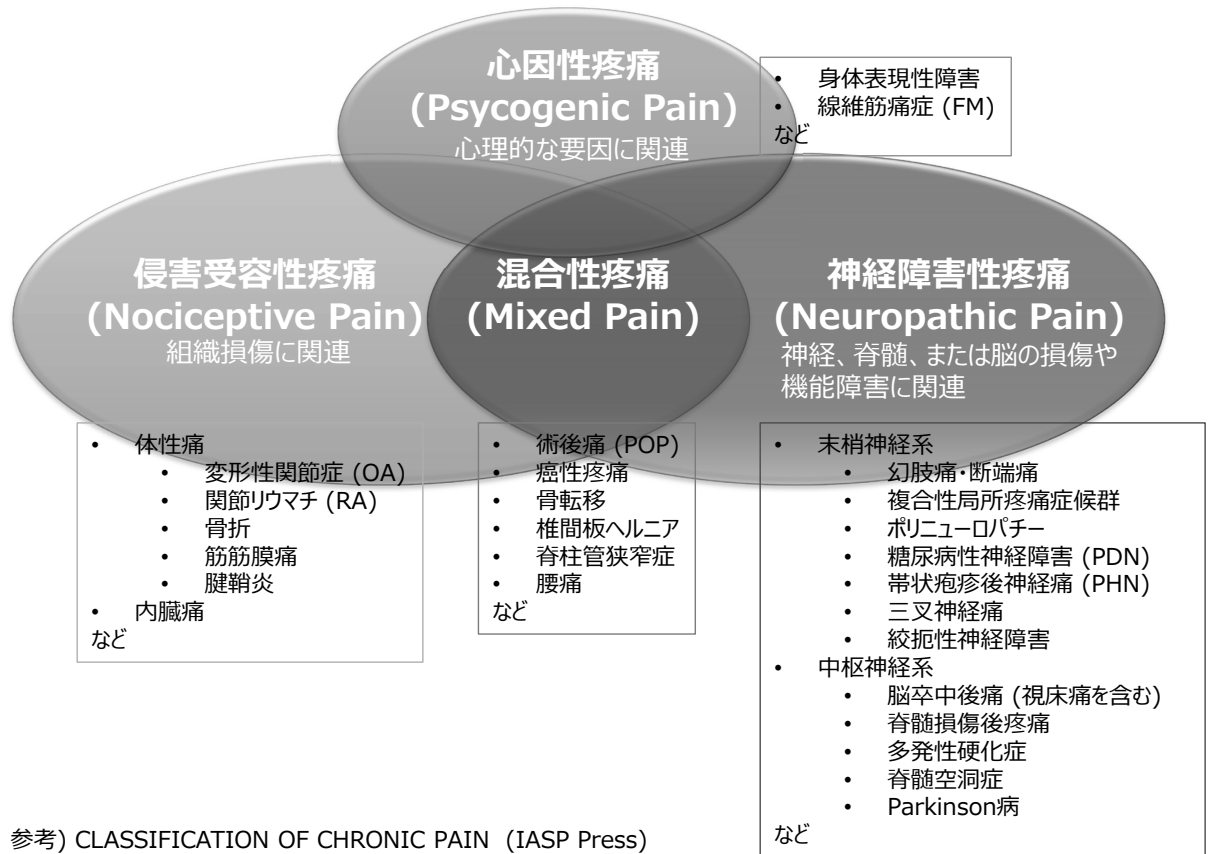 心因性疼痛
(Psycogenic Pain)
心理的な要因に関連
• 身体表現性障害
• 線維筋痛症 (FM)
など
侵害受容性疼痛
(Nociceptive Pain)
組織損傷に関連
混合性疼痛
(Mixed Pain)
神経障害性疼痛
(Neuropathic Pain)
神経、脊髄、または脳の損傷や
機能障害に関連
• 体性痛
• 変形性関節症 (OA)
• 関節リウマチ (RA)
• 骨折
• 筋筋膜痛
• 腱鞘炎
• 内臓痛
など
• 術後痛 (POP)
• 癌性疼痛
• 骨転移
• 椎間板ヘルニア
• 脊柱管狭窄症
• 腰痛
など
• 末梢神経系
• 幻肢痛・断端痛
• 複合性局所疼痛症候群
• ポリニューロパチー
• 糖尿病性神経障害 (PDN)
• 帯状疱疹後神経痛 (PHN)
• 三叉神経痛
• 絞扼性神経障害
• 中枢神経系
• 脳卒中後痛 (視床痛を含む)
• 脊髄損傷後疼痛
• 多発性硬化症
• 脊髄空洞症
• Parkinson病
など
参考) CLASSIFICATION OF CHRONIC PAIN (IASP Press)